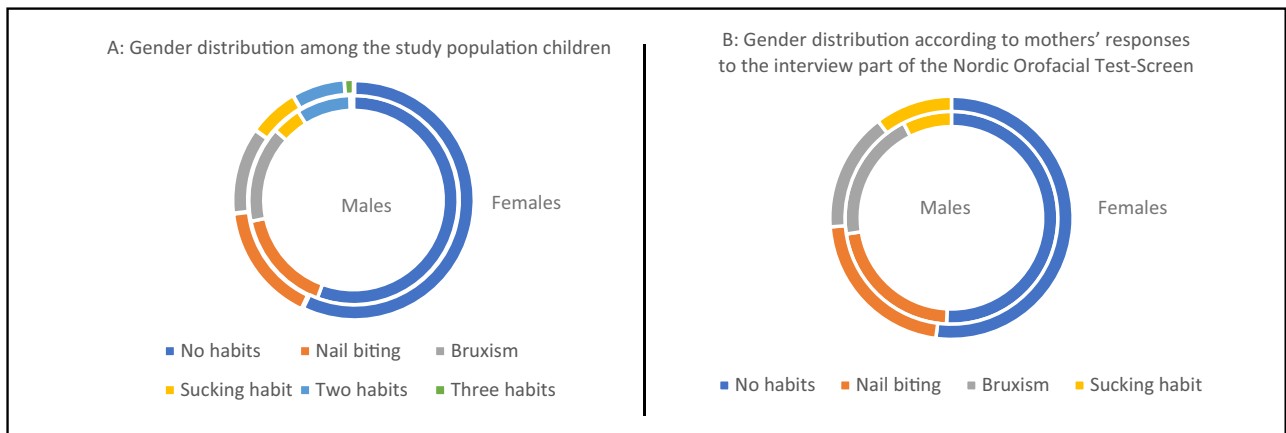 A: Gender distribution among the study population children
Males
Females
No habits
Nail biting
Bruxism
Sucking habit
Two habits
Three habits
B: Gender distribution according to mothers’ responses
to the interview part of the Nordic Orofacial Test-Screen
Males
Females
No habits
Nail biting
Bruxism
Sucking habit